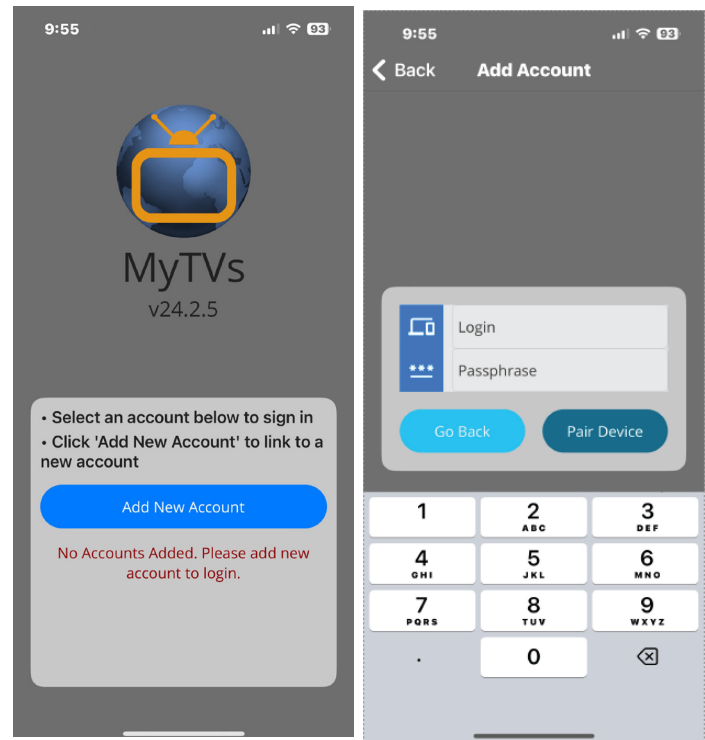 9:55
93
MyTVs
v24.2.5
• Select an account below to sign in
• Click 'Add New Account' to link to a
new account
Add New Account
No Accounts Added. Please add new
account to login.
9:55
93
Back
Add Account
Login
***
Passphrase
Go Back
Pair Device
1
2
ABC
3
DEF
4
GHI
5
JKL
6
MNO
7
PQRS
8
TUV
9
WXYZ
.
0